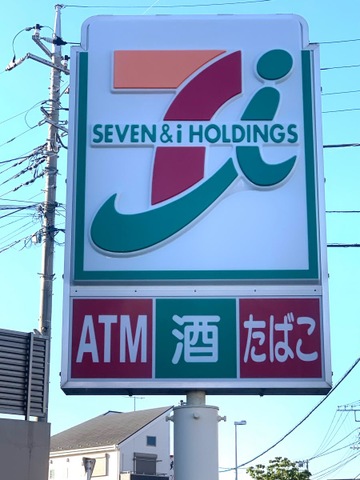 SEVEN & i HOLDINGS
ATM 酒 たばこ